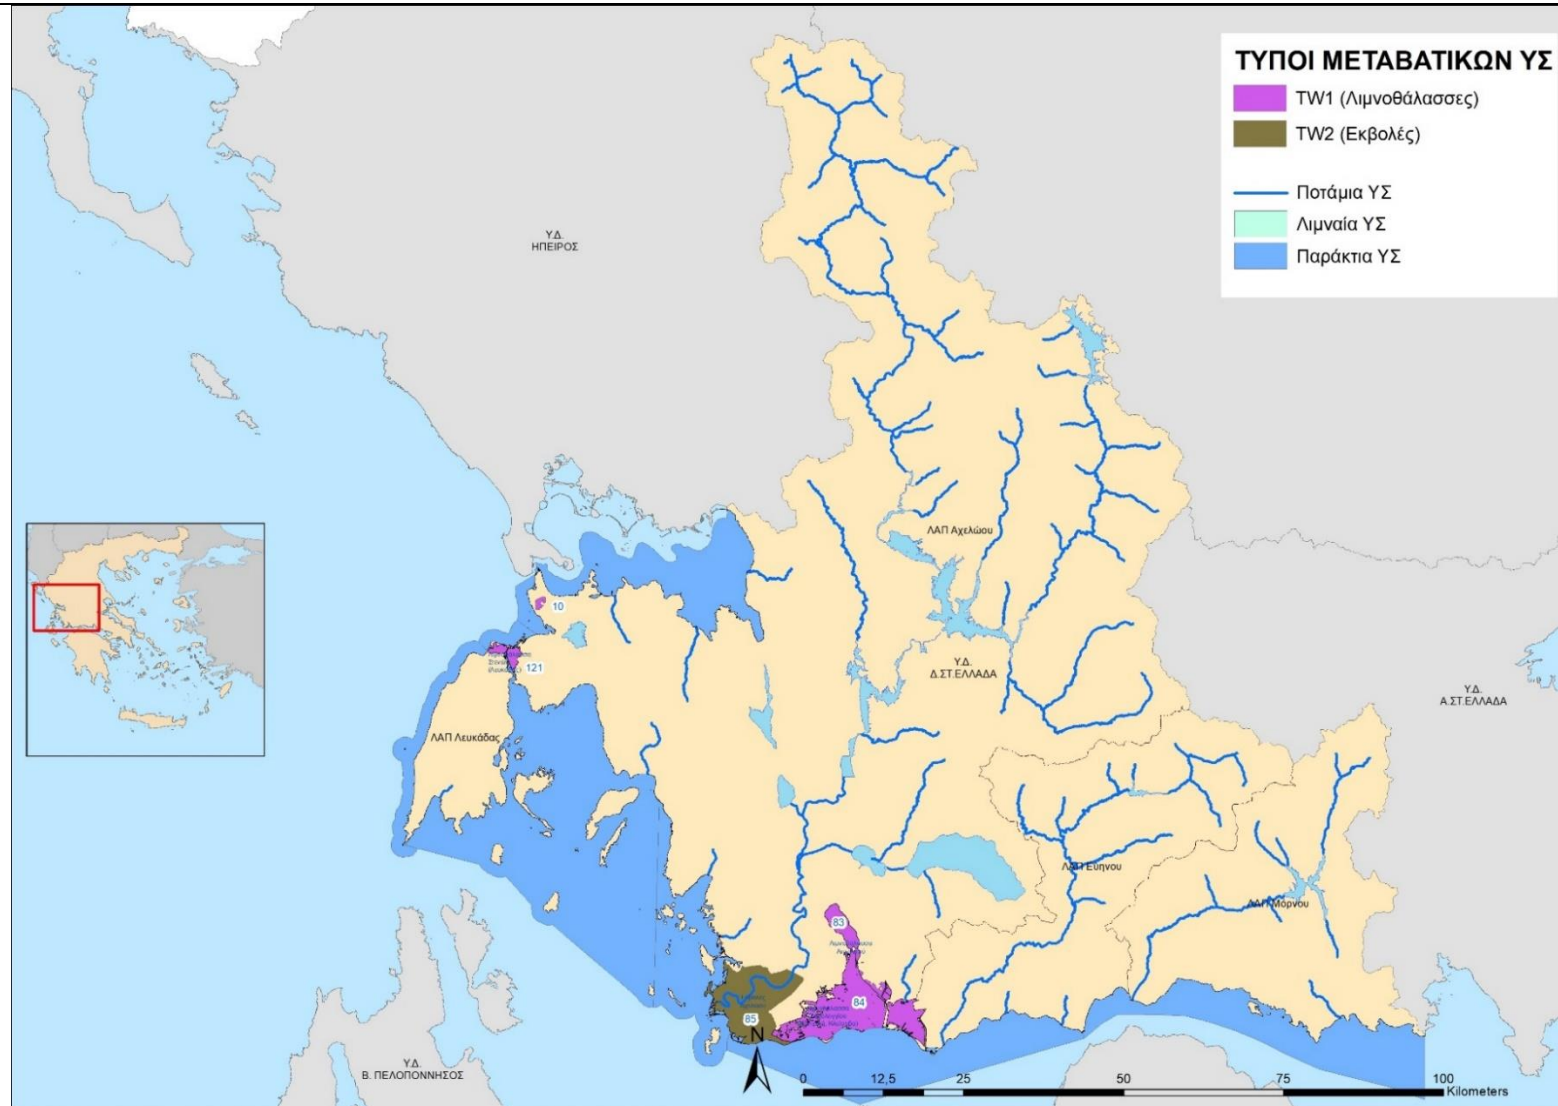 ΤΥΠΟΙ ΜΕΤΑΒΑΤΙΚΩΝ ΥΣ
TW1 (Λιμνοθάλασσες)
TW2 (Εκβολές)
Ποτάμια ΥΣ
Λιμναία ΥΣ
Παράκτια ΥΣ
Υ.Δ.
ΗΠΕΙΡΟΣ
ΛΑΠ Αχελώου
10
121
Υ.Δ.
Δ.ΣΤ.ΕΛΛΑΔΑ
Υ.Δ.
Α.ΣΤ.ΕΛΛΑΔΑ
ΛΑΠ Λευκάδας
ΛΑΠ Εύηνου
ΛΑΠ Μόρνου
83
84
85
N
Υ.Δ.
Β. ΠΕΛΟΠΟΝΝΗΣΟΣ
0 12,5 25 50 75 100
Kilometers